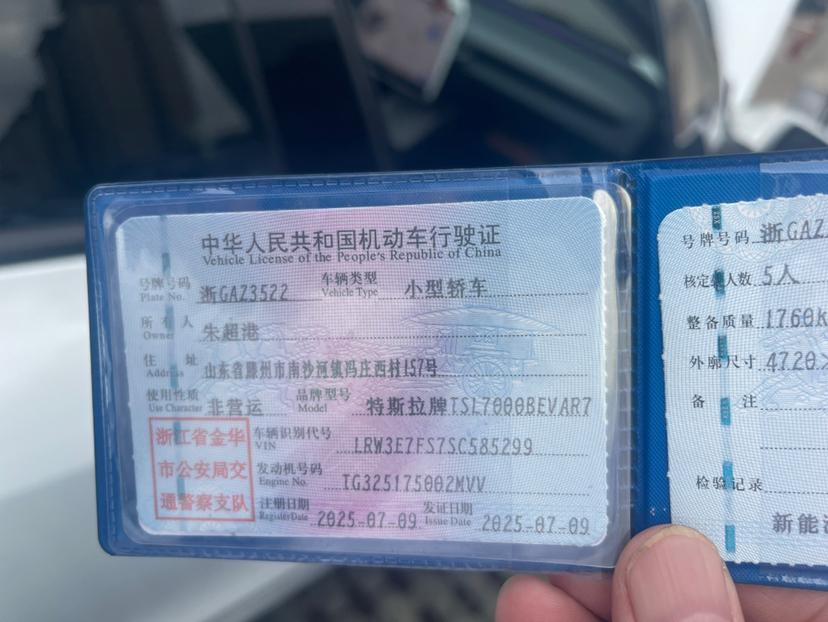 中华人民共和国机动车行驶证
Vehicle License of the People's Republic of China
号牌号码 浙GAZ3522 车辆类型 小型轿车
Plate No. Vehicle Type
所有人 朱超港
Owner
住址 山东省滕州市南沙河镇冯庄西村157号
Address
使用性质 非营运 品牌型号 特斯拉牌TSL7000BEVAR7
Use Character Model
浙江省金华
市公安局交
通警察支队
车辆识别代号 LRW3E7FS7SC585299
VIN
发动机号码 TG325175002MVV
Engine No.
注册日期 2025-07-09 发证日期 2025-07-09
Register Date Issue Date
号牌号码 浙GAZ
核定载人数 5人
整备质量 1760k
外廓尺寸 4720×
备注
检验记录
新能